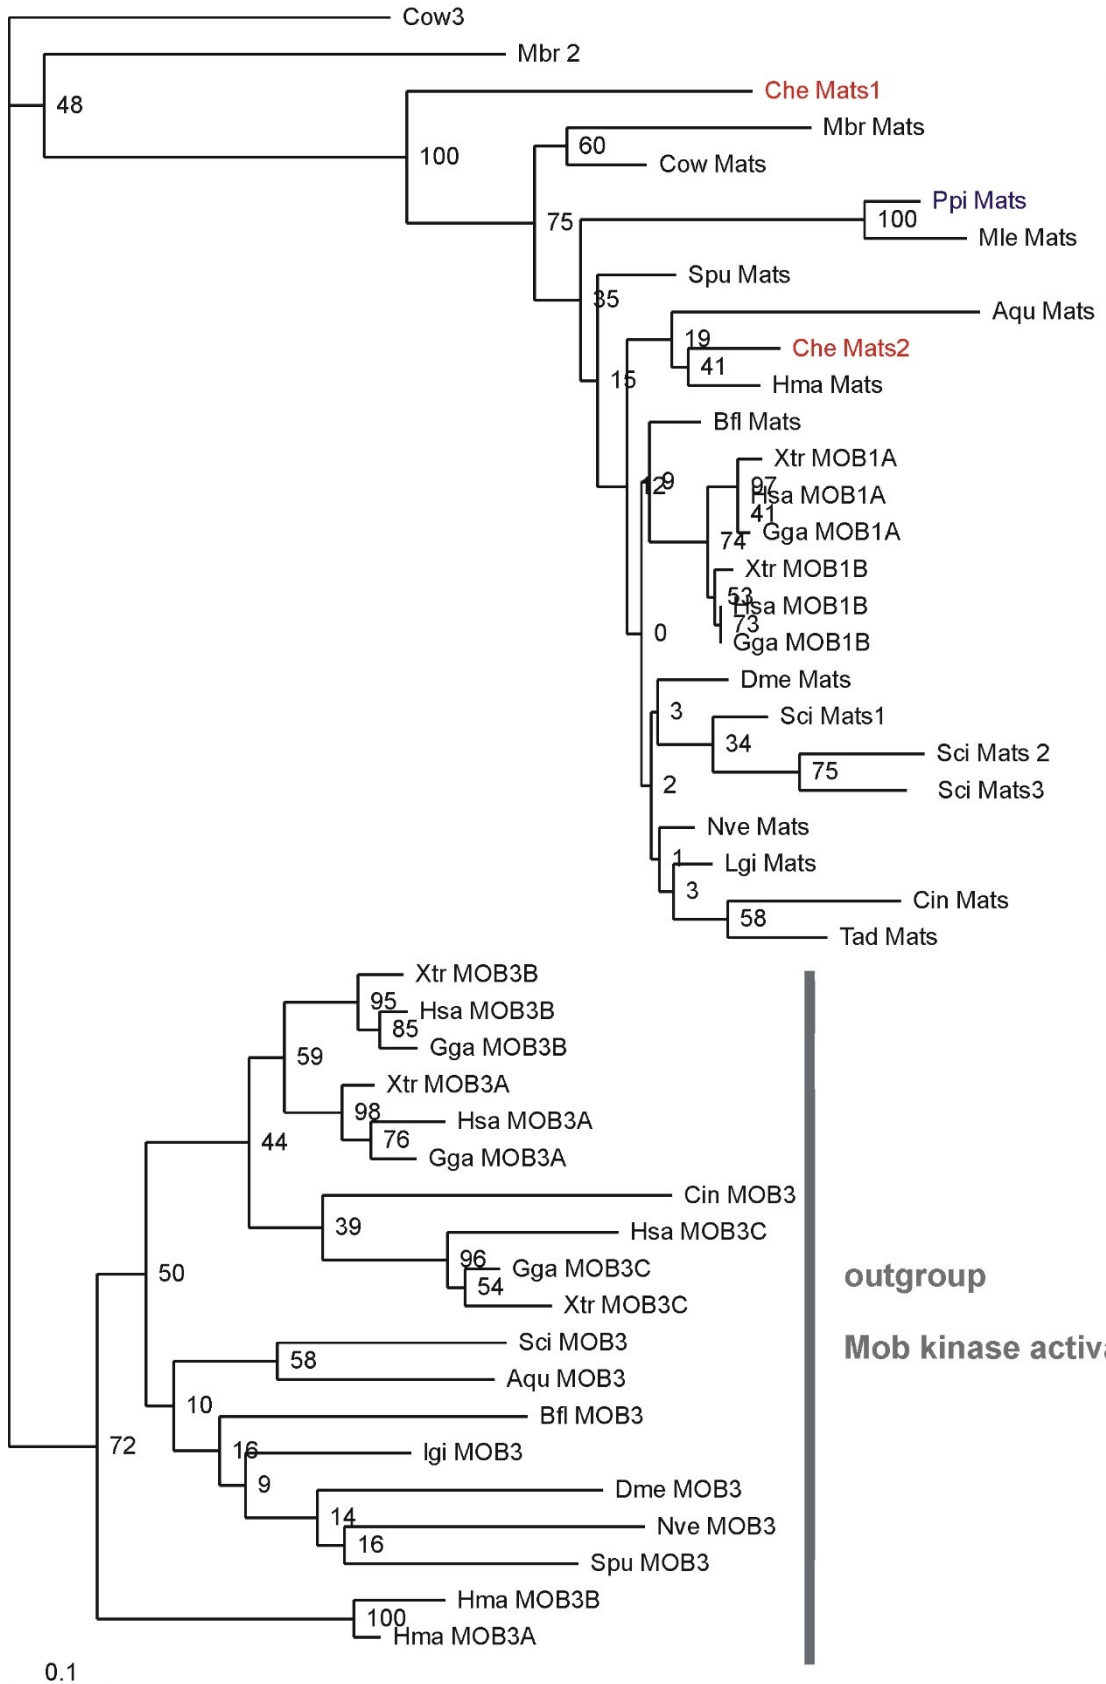 Cow3
Mbr 2
48
Che Mats1
Mbr Mats
60
100
Cow Mats
Ppi Mats
75
100
Mle Mats
Spu Mats
35
Aqu Mats
19
Che Mats2
41
15
Hma Mats
Bfl Mats
Xtr MOB1A
12
9
97
Hsa MOB1A
41
Gga MOB1A
74
Xtr MOB1B
53
Hsa MOB1B
73
0
Gga MOB1B
Dme Mats
3
Sci Mats1
34
Sci Mats 2
75
2
Sci Mats3
Nve Mats
1
Lgi Mats
3
Cin Mats
58
Tad Mats
Xtr MOB3B
95
Hsa MOB3B
85
Gga MOB3B
59
Xtr MOB3A
98
Hsa MOB3A
76
44
Gga MOB3A
Cin MOB3
39
Hsa MOB3C
96
Gga MOB3C
54
50
Xtr MOB3C
outgroup
Sci MOB3
Mob kinase activa
58
Aqu MOB3
10
Bfl MOB3
72
16
lgi MOB3
9
Dme MOB3
14
Nve MOB3
16
Spu MOB3
Hma MOB3B
100
Hma MOB3A
0.1